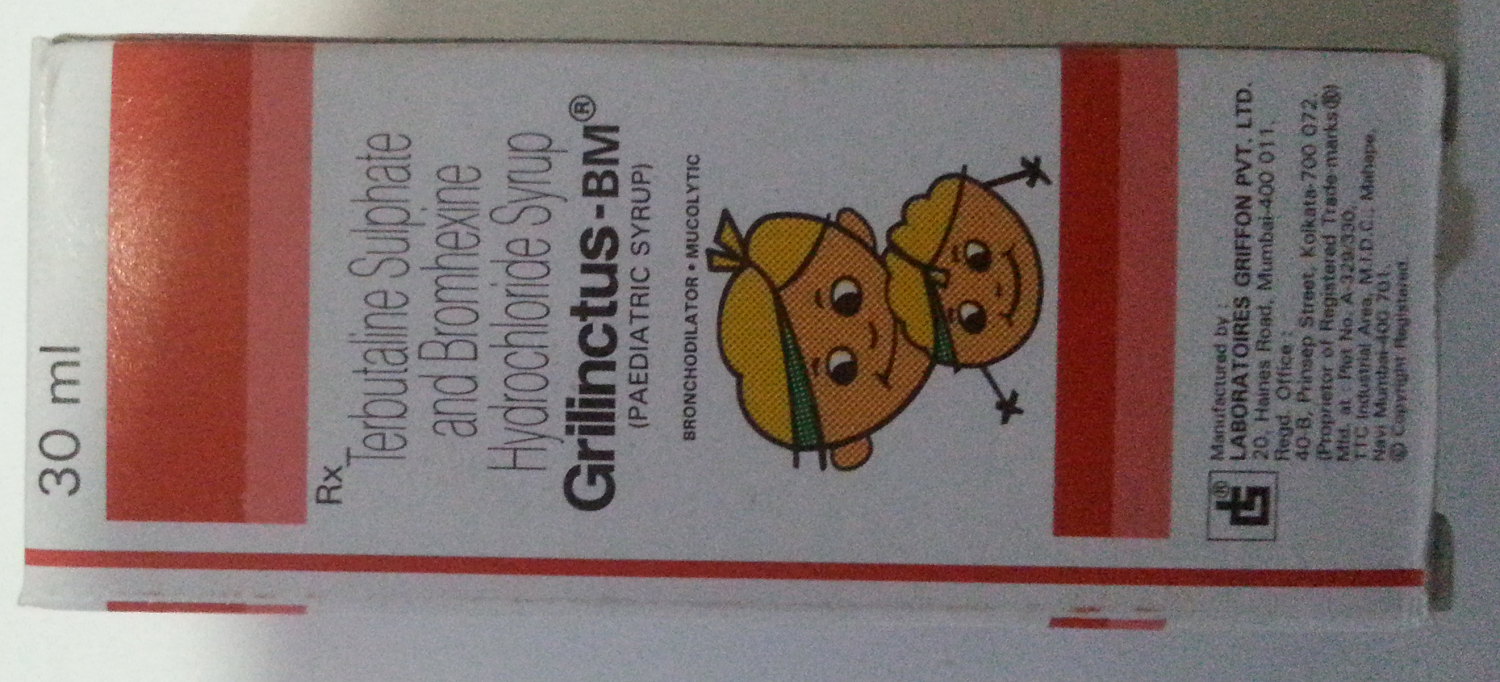 30 ml
Rx
Terbutaline Sulphate
and Bromhexine
Hydrochloride Syrup
Grilinctus-BM®
(PAEDIATRIC SYRUP)
BRONCHODILATOR • MUCOLYTIC
Manufactured by :
LABORATOIRES GRIFFON PVT. LTD.
20, Haines Road, Mumbai-400 011.
Regd. Office :
40-B, Prinsep Street, Kolkata-700 072.
(Proprietor of Registered Trade-marks®)
Mfd. at Plot No. A-329/330,
TTC Industrial Area, M.I.D.C., Mahape,
Navi Mumbai-400 701.
© Copyright Registered.